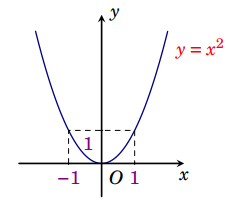 y
y = x²
1
−1 O 1 x